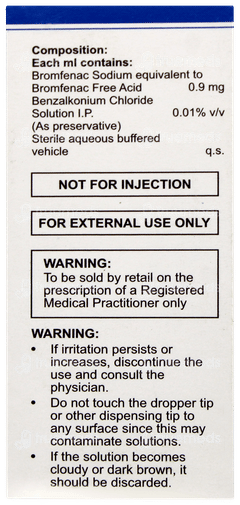 Composition:
Each ml contains:
Bromfenac Sodium equivalent to
Bromfenac Free Acid 0.9 mg
Benzalkonium Chloride
Solution I.P. 0.01% v/v
(As preservative)
Sterile aqueous buffered
vehicle q.s.
NOT FOR INJECTION
FOR EXTERNAL USE ONLY
WARNING:
To be sold by retail on the
prescription of a Registered
Medical Practitioner only
WARNING:
• If irritation persists or
increases, discontinue the
use and consult the
physician.
• Do not touch the dropper tip
or other dispensing tip to
any surface since this may
contaminate solutions.
• If the solution becomes
cloudy or dark brown, it
should be discarded.